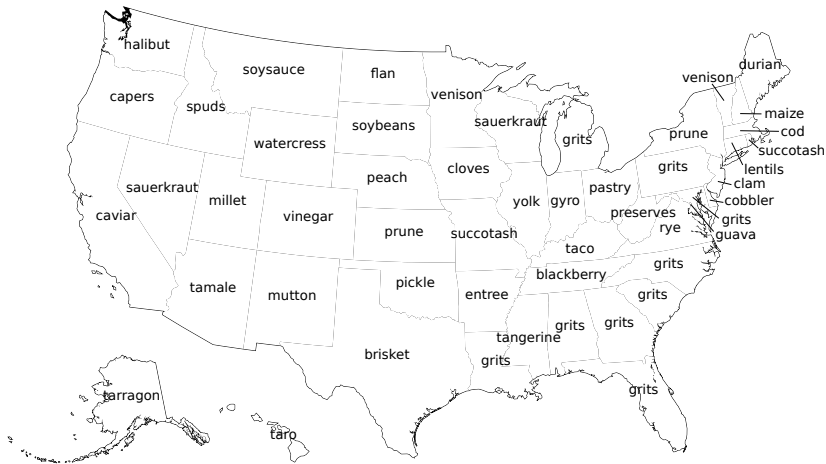 halibut
durian
soysauce
flan
venison
venison
capers
spuds
soybeans
sauerkraut
grits
maize
cod
prune
succotash
watercress
cloves
grits
lentils
peach
clam
sauerkraut
millet
yolk
gyro
pastry
cobbler
caviar
vinegar
preserves
grits
prune
succotash
rye
guava
taco
grits
blackberry
tamale
mutton
pickle
entree
grits
tangerine
grits
grits
brisket
grits
grits
tarragon
taro